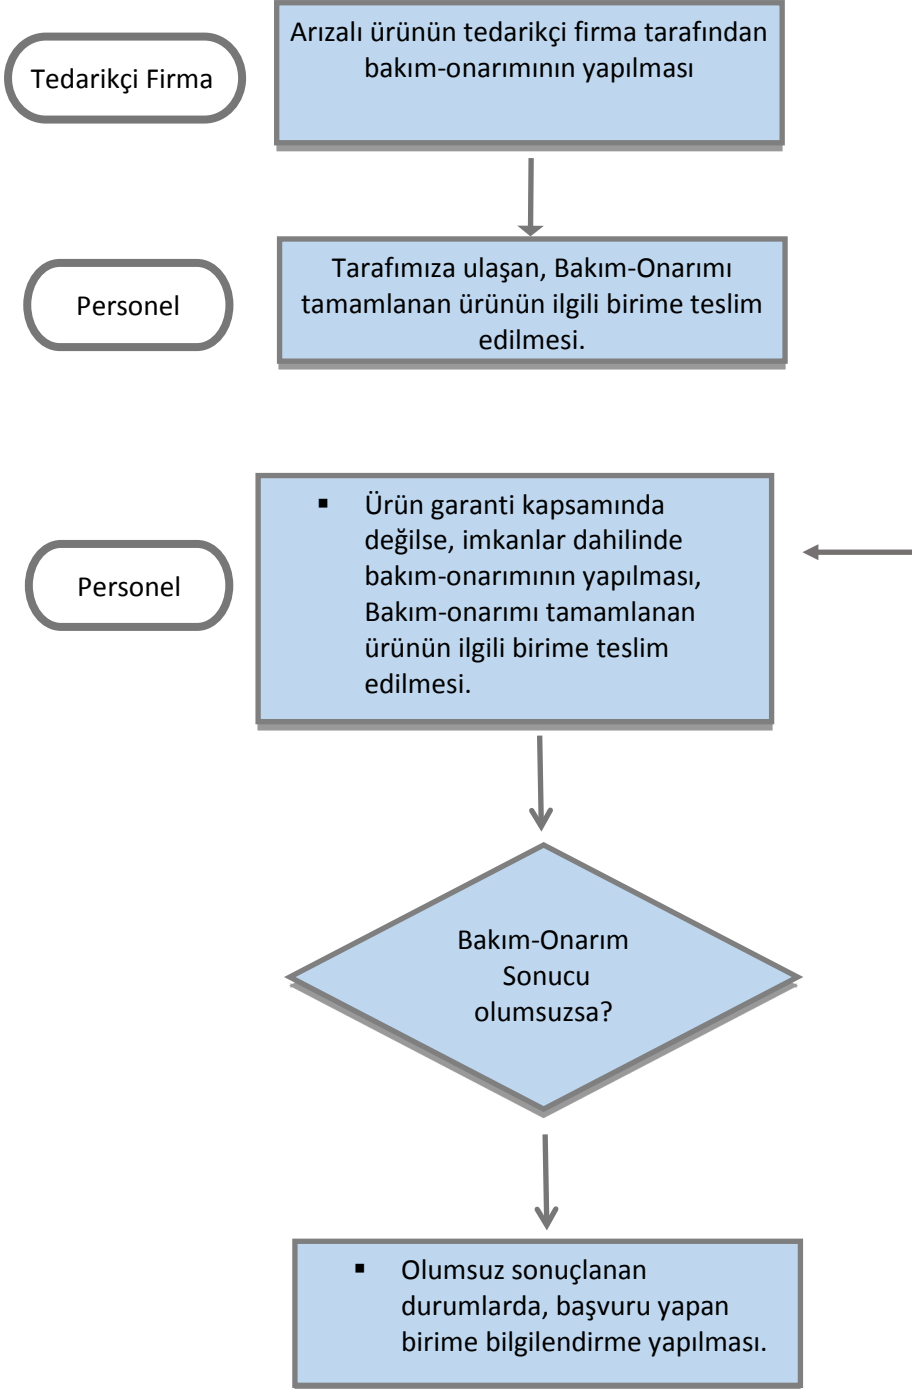 Arızalı ürünün tedarikçi firma tarafından
bakım-onarımının yapılması
Tedarikçi Firma
Tarafımıza ulaşan, Bakım-Onarımı
tamamlanan ürünün ilgili birime teslim
edilmesi.
Personel
▪ Ürün garanti kapsamında
değilse, imkanlar dahilinde
bakım-onarımının yapılması,
Bakım-onarımı tamamlanan
ürünün ilgili birime teslim
edilmesi.
Personel
Bakım-Onarım
Sonucu
olumsuzsa?
▪ Olumsuz sonuçlanan
durumlarda, başvuru yapan
birime bilgilendirme yapılması.